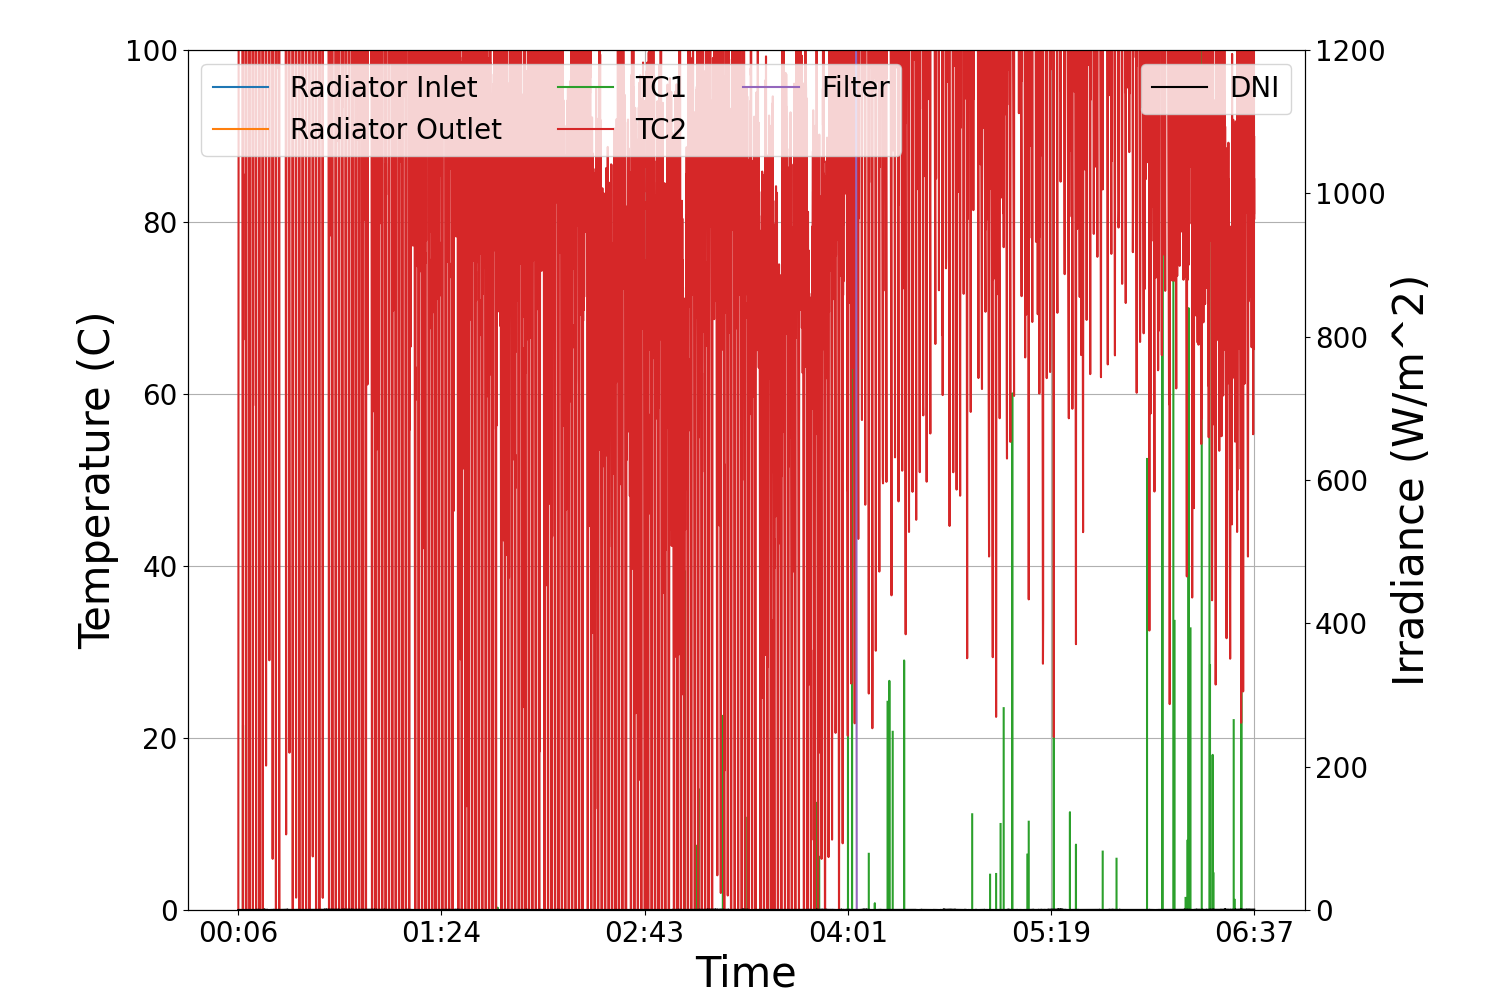 100
80
60
40
20
0
Temperature (C)
Radiator Inlet
Radiator Outlet
TC1
TC2
Filter
DNI
1200
1000
800
600
400
200
0
Irradiance (W/m^2)
00:06
01:24
02:43
04:01
05:19
06:37
Time